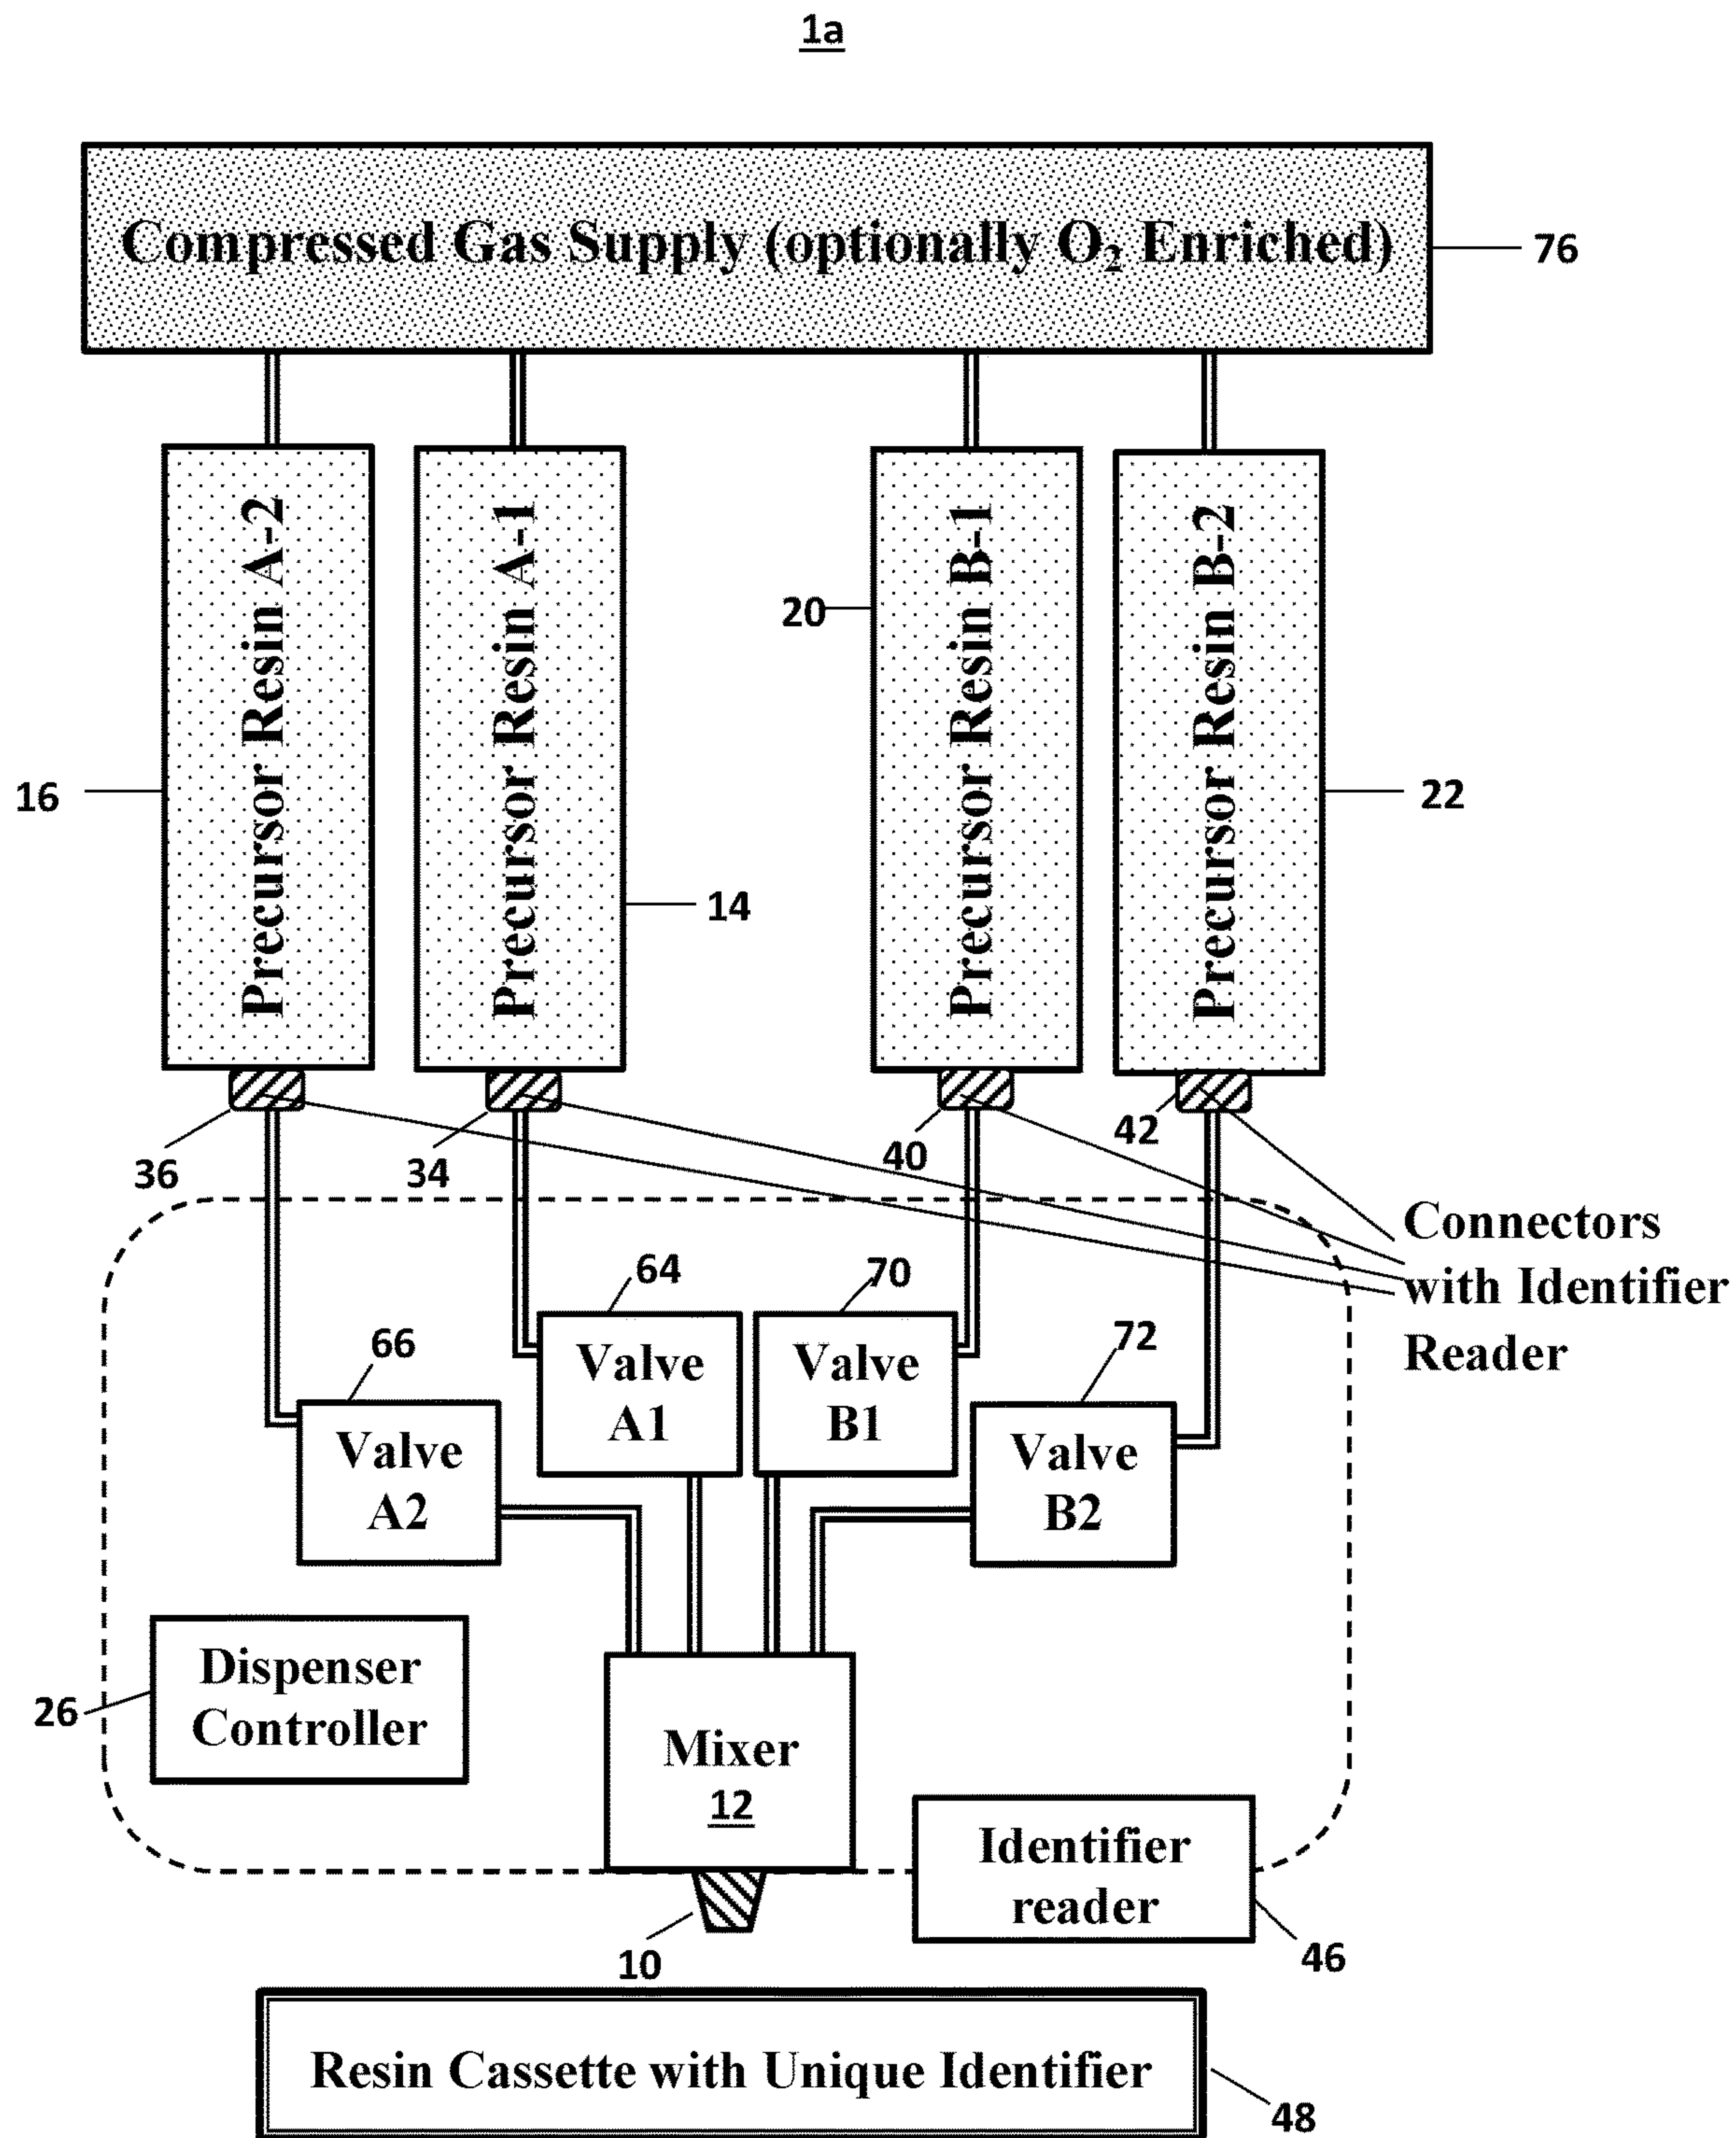 1a
Compressed Gas Supply (optionally O₂ Enriched)
76
Precursor Resin A-2
Precursor Resin A-1
Precursor Resin B-1
Precursor Resin B-2
20
16
22
14
36
34
40
42
Connectors
with Identifier
Reader
64
70
66
72
Valve
A1
Valve
B1
Valve
A2
Valve
B2
Dispenser
Controller
26
Mixer
12
Identifier
reader
10
46
Resin Cassette with Unique Identifier
48